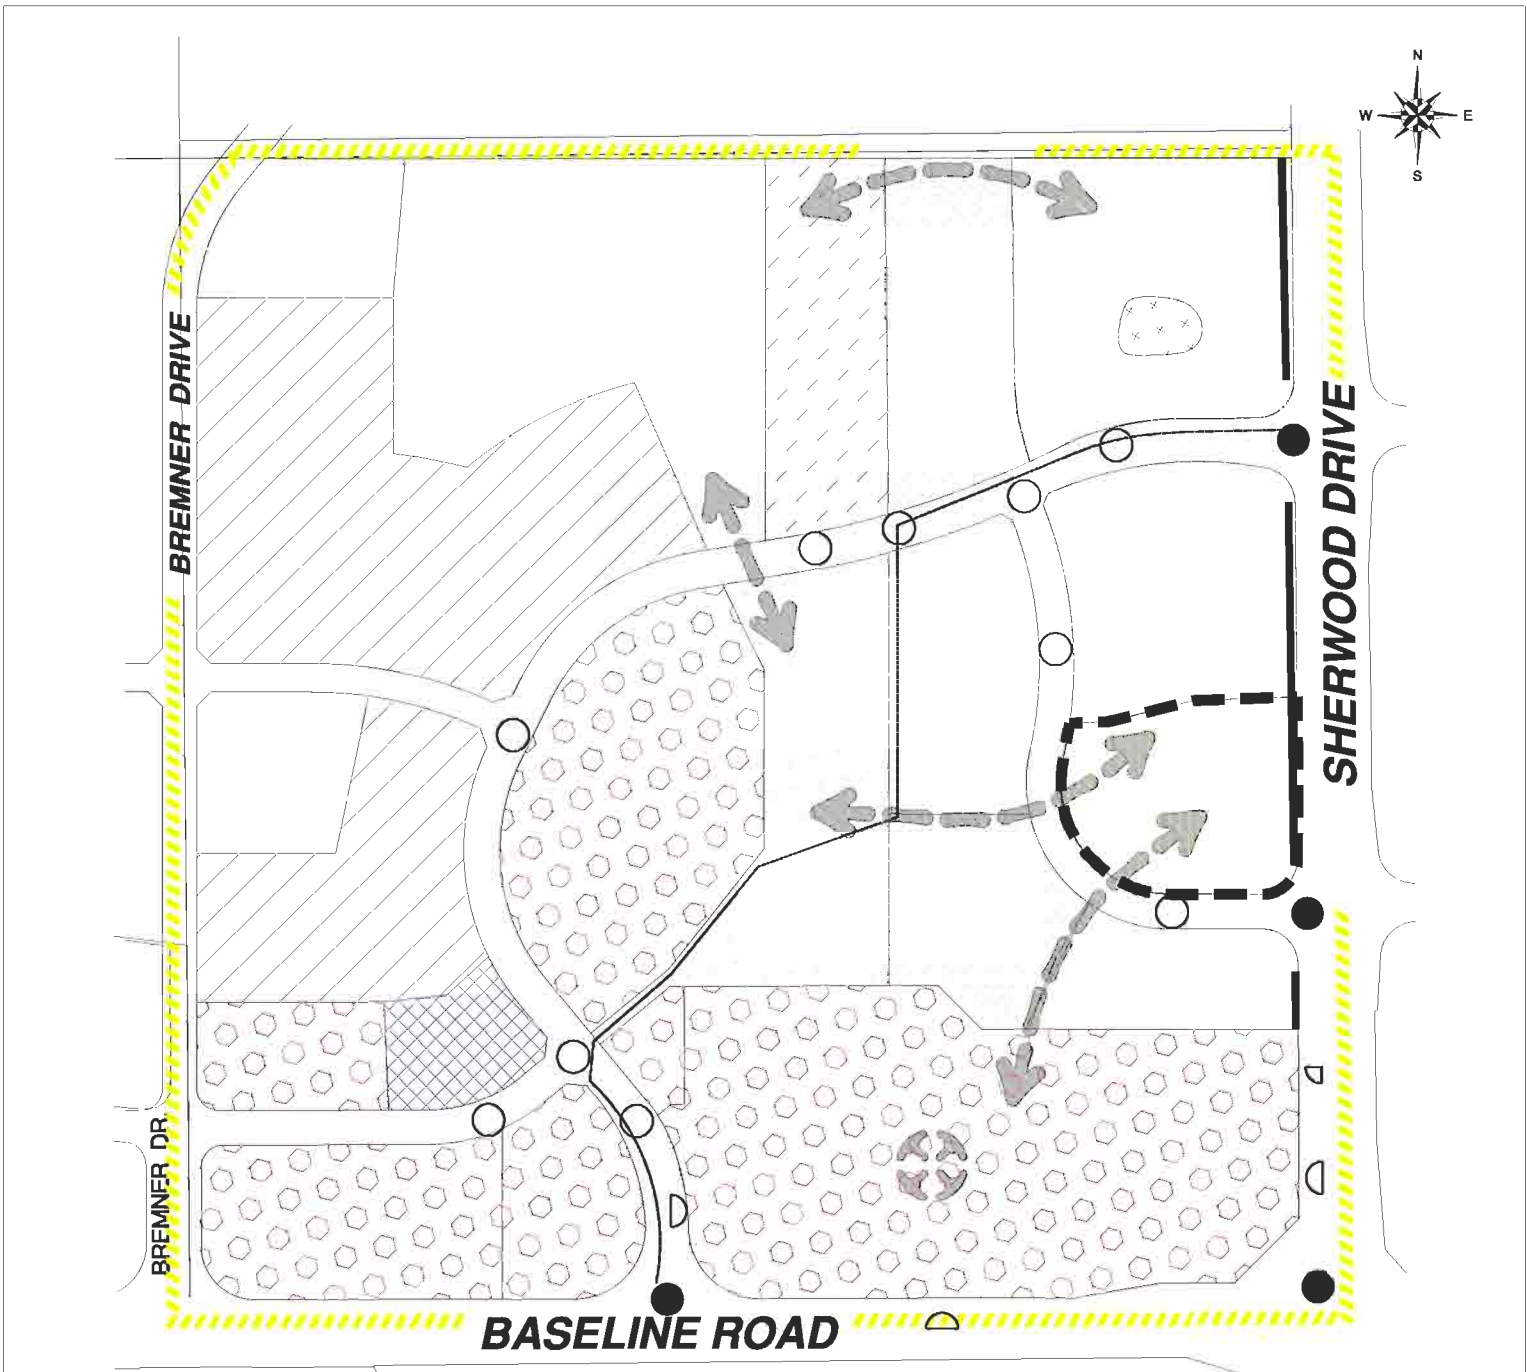 N
W E
S
BREMNER DRIVE
SHERWOOD DRIVE
BREMNER DR.
BASELINE ROAD